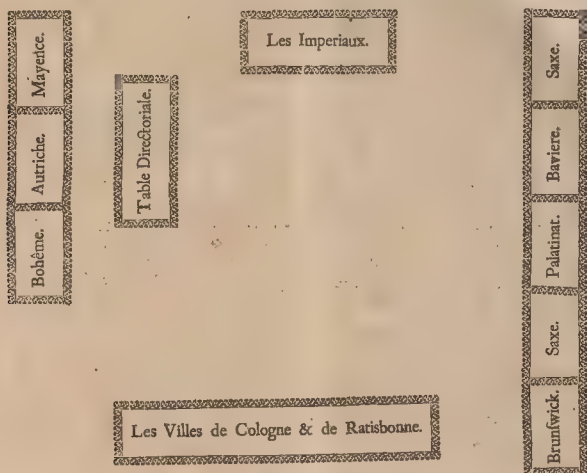 Les Imperiaux.
Mayence.
Autriche.
Bohême.
Table Directoriale.
Saxe.
Baviere.
Palatinat.
Saxe.
Brunſwick.
Les Villes de Cologne & de Ratisbonne.